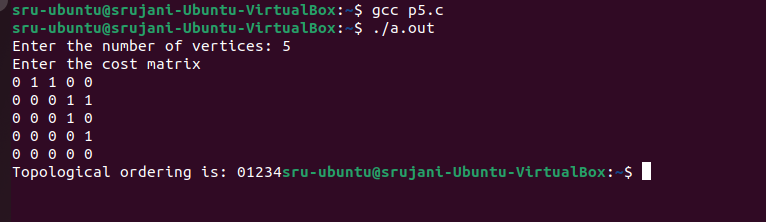 sru-ubuntu@srujani-Ubuntu-VirtualBox:~$ gcc p5.c
sru-ubuntu@srujani-Ubuntu-VirtualBox:~$ ./a.out
Enter the number of vertices: 5
Enter the cost matrix
0 1 1 0 0
0 0 0 1 1
0 0 0 1 0
0 0 0 0 1
0 0 0 0 0
Topological ordering is: 01234sru-ubuntu@srujani-Ubuntu-VirtualBox:~$